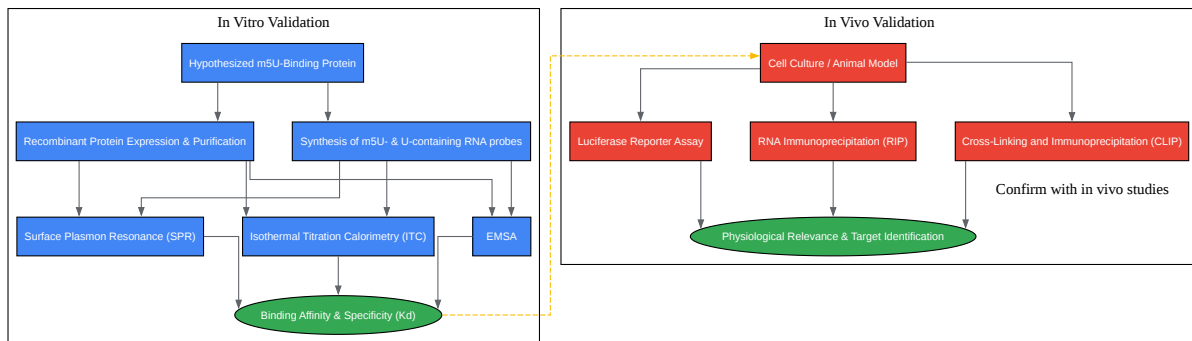 In Vitro Validation
Hypothesized m5U-Binding Protein
Recombinant Protein Expression & Purification
Synthesis of m5U- & U-containing RNA probes
Surface Plasmon Resonance (SPR)
Isothermal Titration Calorimetry (ITC)
EMSA
Binding Affinity & Specificity (Kd)
In Vivo Validation
Cell Culture / Animal Model
Luciferase Reporter Assay
RNA Immunoprecipitation (RIP)
Cross-Linking and Immunoprecipitation (CLIP)
Confirm with in vivo studies
Physiological Relevance & Target Identification